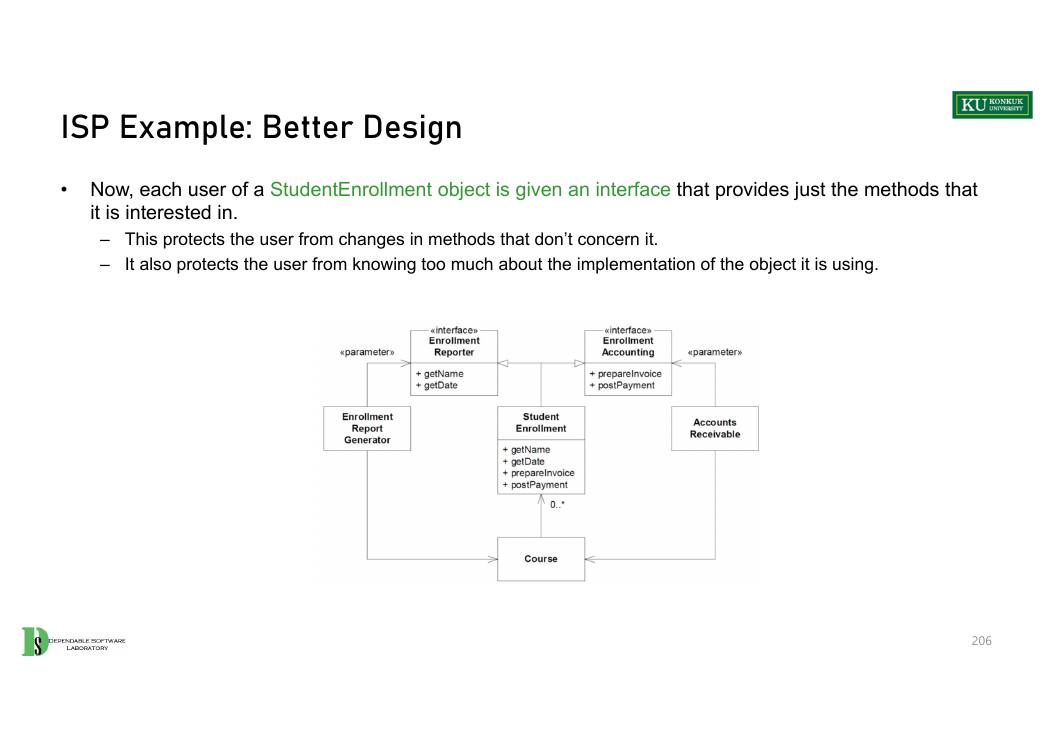 KU KONKUK
UNIVERSITY
ISP Example: Better Design
• Now, each user of a StudentEnrollment object is given an interface that provides just the methods that
it is interested in.
– This protects the user from changes in methods that don’t concern it.
– It also protects the user from knowing too much about the implementation of the object it is using.
«interface»
Enrollment
Reporter
+ getName
+ getDate
«interface»
Enrollment
Accounting
+ prepareInvoice
+ postPayment
«parameter»
«parameter»
Enrollment
Report
Generator
Student
Enrollment
+ getName
+ getDate
+ prepareInvoice
+ postPayment
Accounts
Receivable
0..*
Course
DS DEPENDABLE SOFTWARE
LABORATORY
206